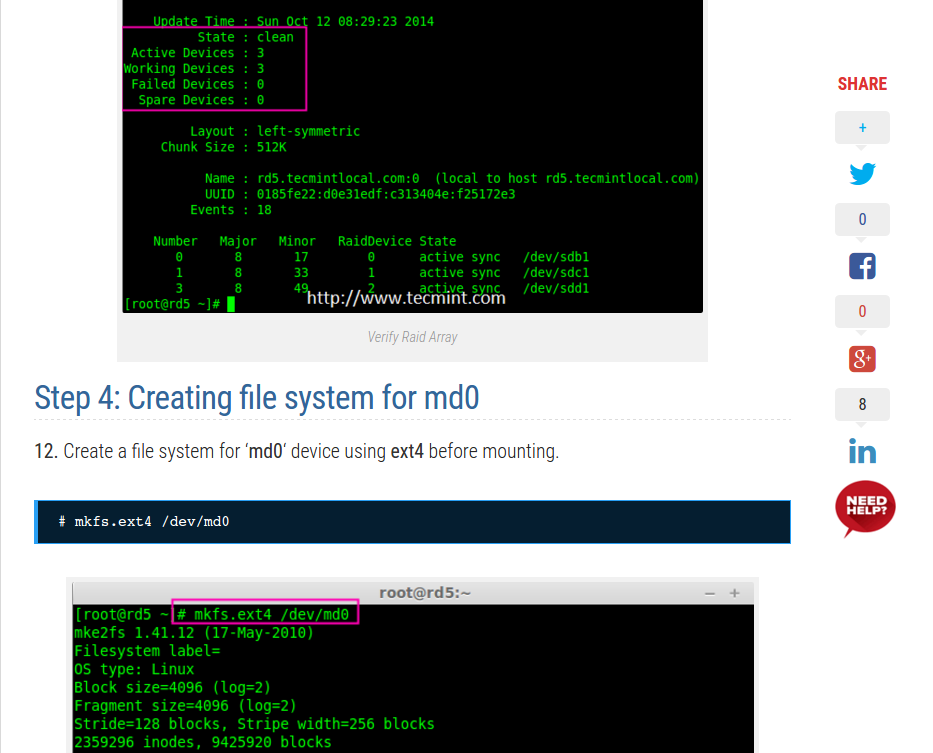 Update Time : Sun Oct 12 08:29:23 2014
State : clean
Active Devices : 3
Working Devices : 3
Failed Devices : 0
Spare Devices : 0
Layout : left-symmetric
Chunk Size : 512K
Name : rd5.tecmintlocal.com:0 (local to host rd5.tecmintlocal.com)
UUID : 0185fe22:d0e31edf:c313404e:f25172e3
Events : 18
Number Major Minor RaidDevice State
0 8 17 0 active sync /dev/sdb1
1 8 33 1 active sync /dev/sdc1
3 8 49 2 active sync /dev/sdd1
http://www.tecmint.com
[root@rd5 ~]#
Verify Raid Array
Step 4: Creating file system for md0
12. Create a file system for ‘md0‘ device using ext4 before mounting.
# mkfs.ext4 /dev/md0
root@rd5:~
[root@rd5 ~]# mkfs.ext4 /dev/md0
mke2fs 1.41.12 (17-May-2010)
Filesystem label=
OS type: Linux
Block size=4096 (log=2)
Fragment size=4096 (log=2)
Stride=128 blocks, Stripe width=256 blocks
2359296 inodes, 9425920 blocks
SHARE
+
0
0
g+
8
in
NEED
HELP?